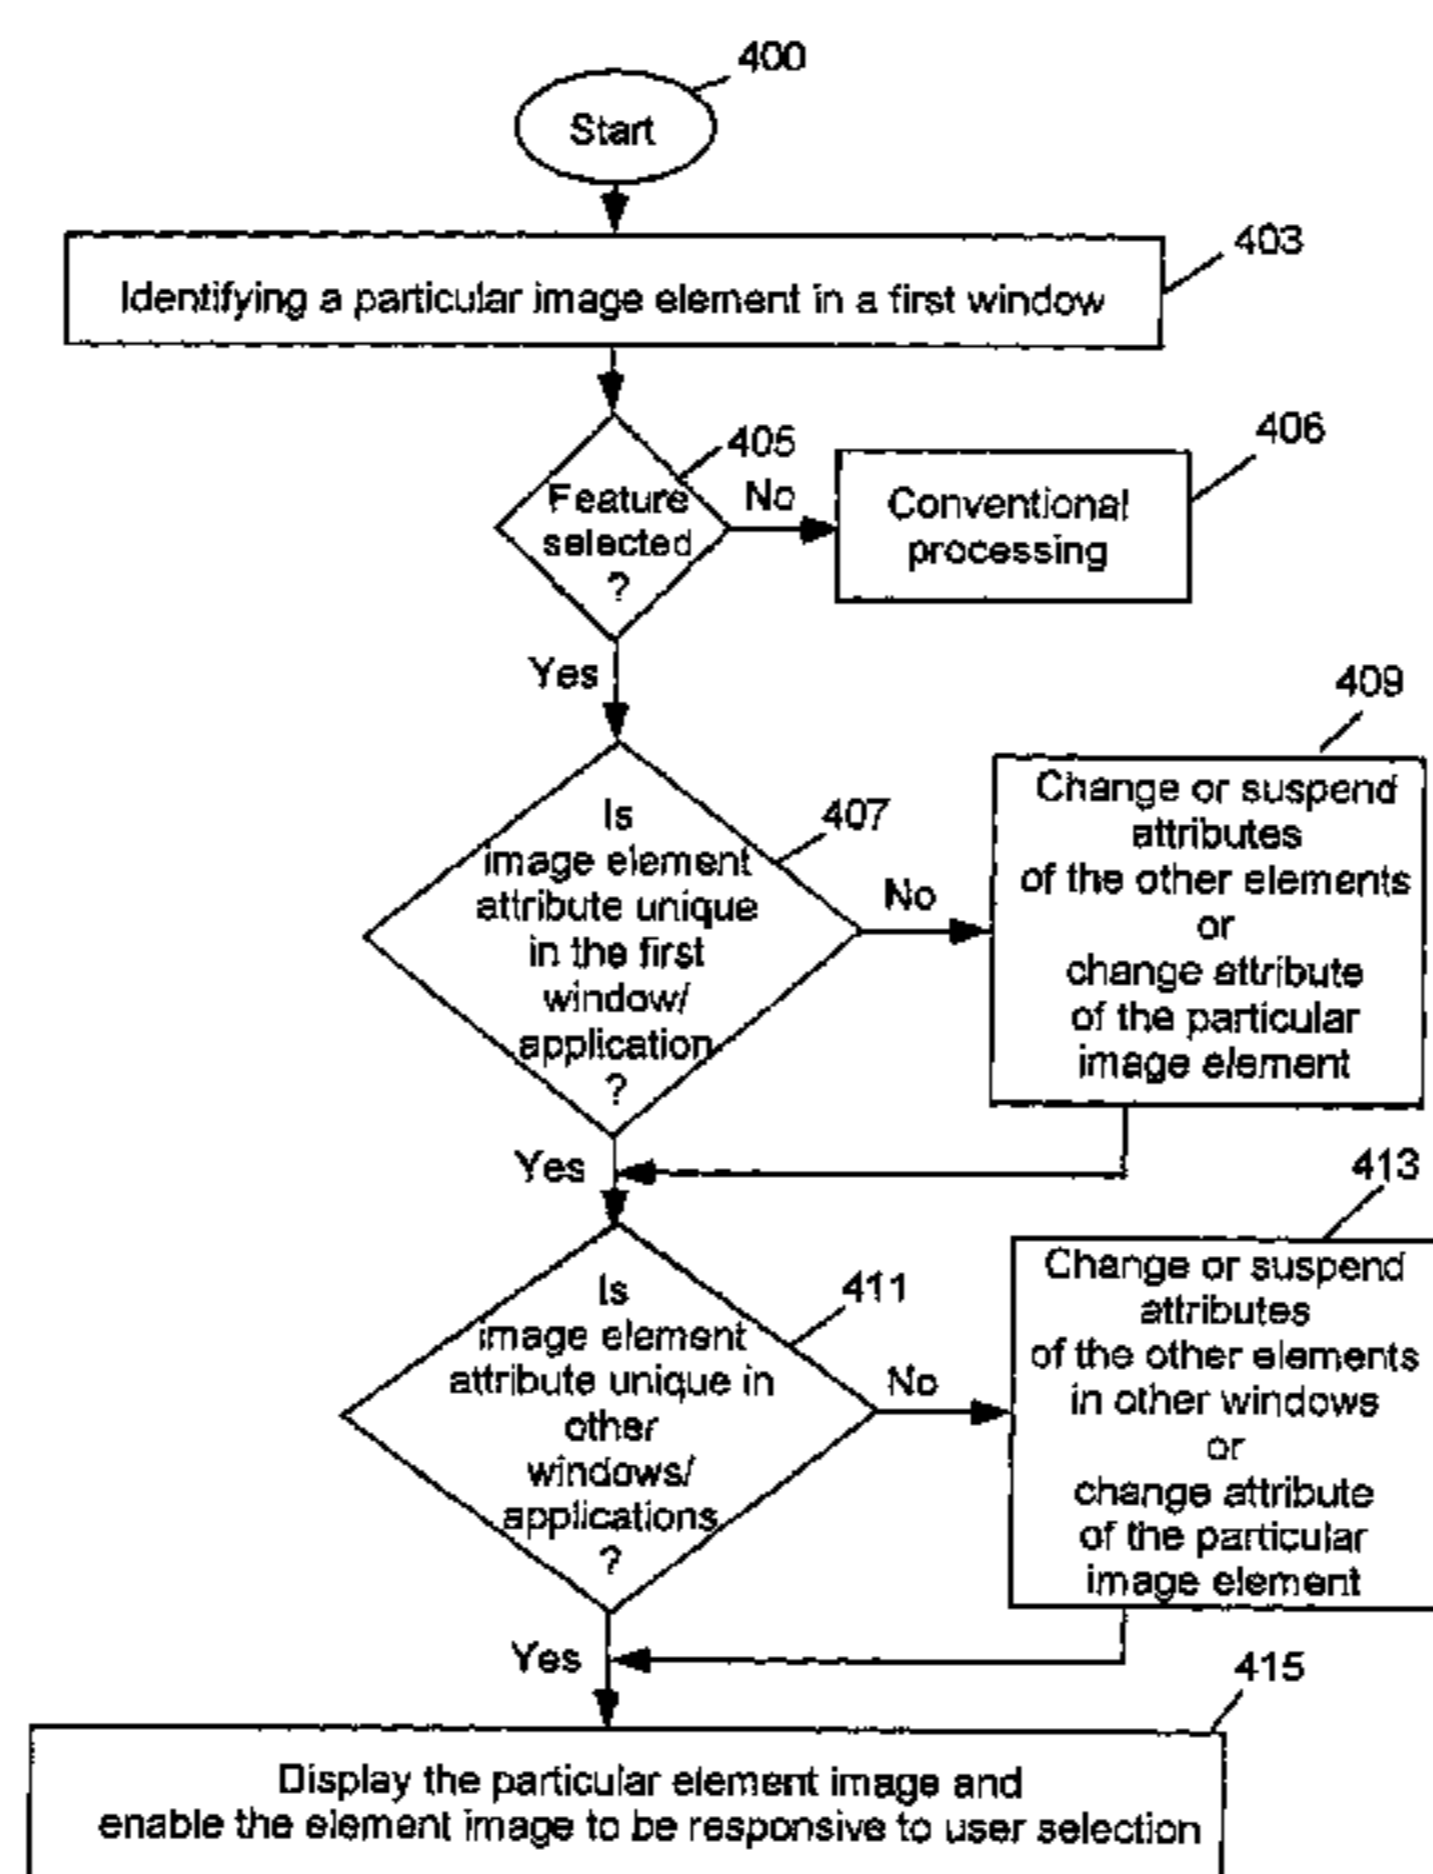 400
Start
403
Identifying a particular image element in a first window
405
406
Feature
selected
?
No
Conventional
processing
Yes
409
407
Is
image element
attribute unique
in the first
window/
application
?
No
Change or suspend
attributes
of the other elements
or
change attribute
of the particular
image element
Yes
413
411
Is
image element
attribute unique in
other
windows/
applications
?
No
Change or suspend
attributes
of the other elements
in other windows
or
change attribute
of the particular
image element
Yes
415
Display the particular element image and
enable the element image to be responsive to user selection